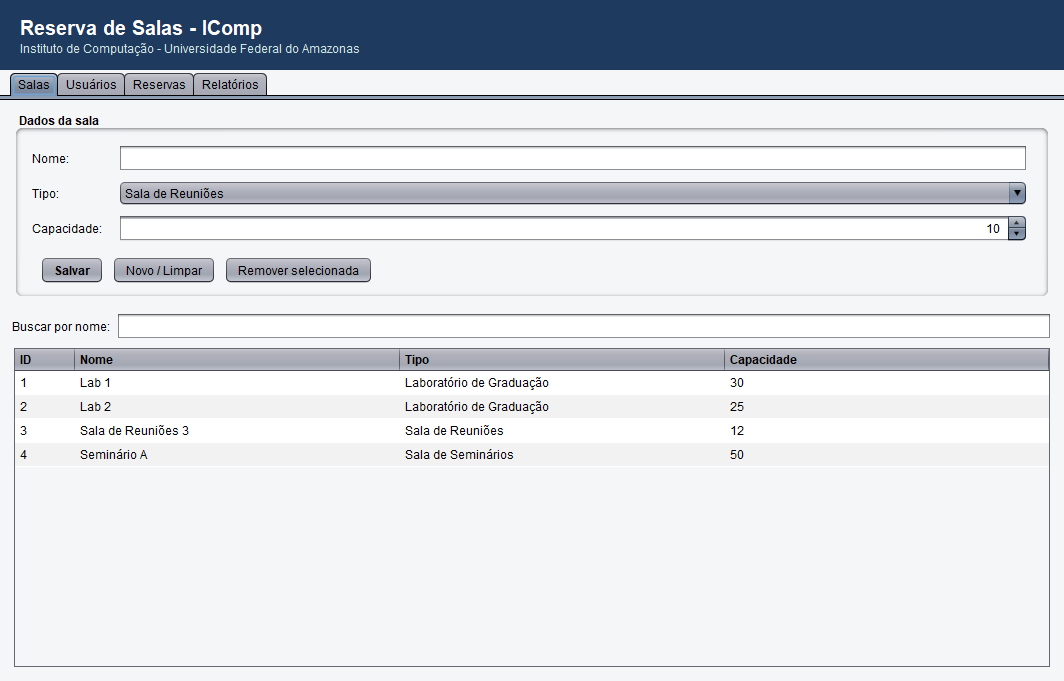 Reserva de Salas - IComp
Instituto de Computação - Universidade Federal do Amazonas
Salas Usuários Reservas Relatórios
Dados da sala
Nome:
Tipo: Sala de Reuniões
Capacidade: 10
Salvar Novo / Limpar Remover selecionada
Buscar por nome:
ID Nome Tipo Capacidade
1 Lab 1 Laboratório de Graduação 30
2 Lab 2 Laboratório de Graduação 25
3 Sala de Reuniões 3 Sala de Reuniões 12
4 Seminário A Sala de Seminários 50